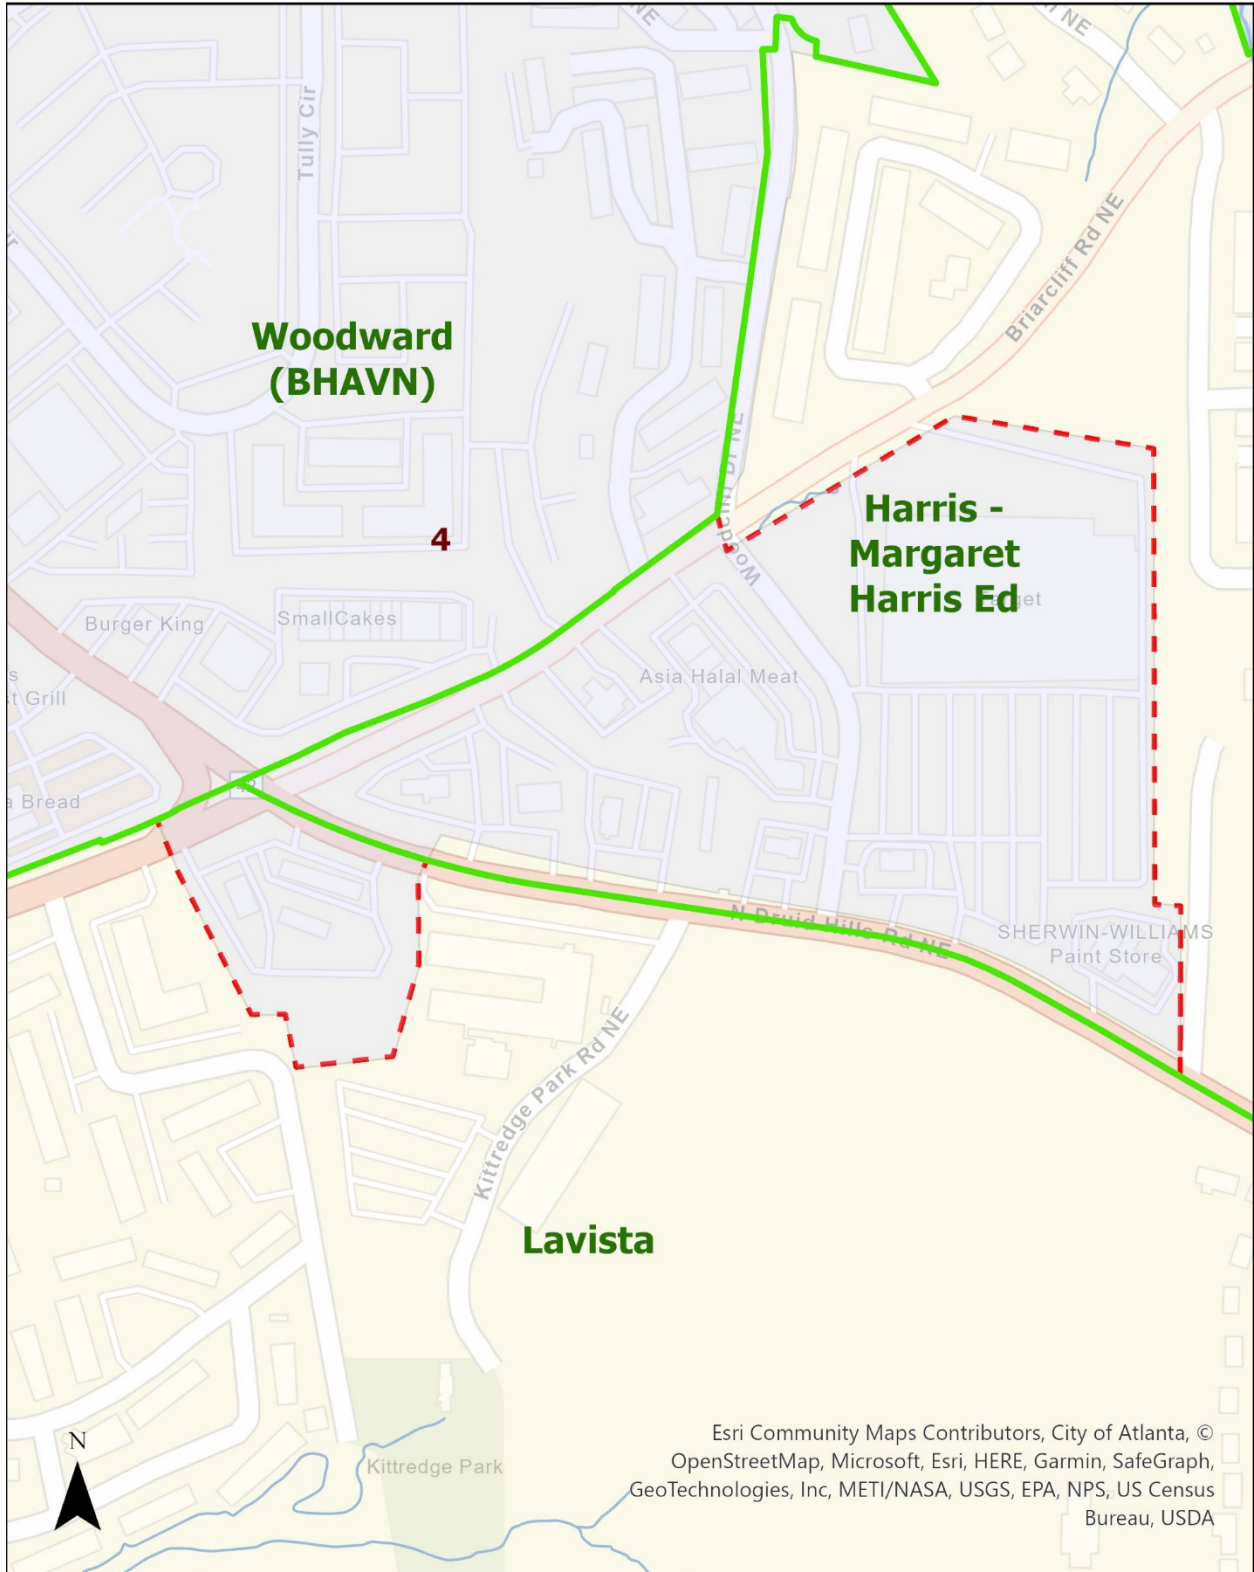 NE
NE
Tully Cir
Briarcliff Rd NE
Woodward
(BHAVN)
Woodcliff Dr NE
Harris -
Margaret
Harris Ed
4
SmallCakes
Burger King
Asia Halal Meat
t Grill
a Bread
N Druid Hills Rd NE
SHERWIN-WILLIAMS
Paint Store
Kittredge Park Rd NE
Lavista
Kittredge Park
N
Esri Community Maps Contributors, City of Atlanta, ©
OpenStreetMap, Microsoft, Esri, HERE, Garmin, SafeGraph,
GeoTechnologies, Inc, METI/NASA, USGS, EPA, NPS, US Census
Bureau, USDA